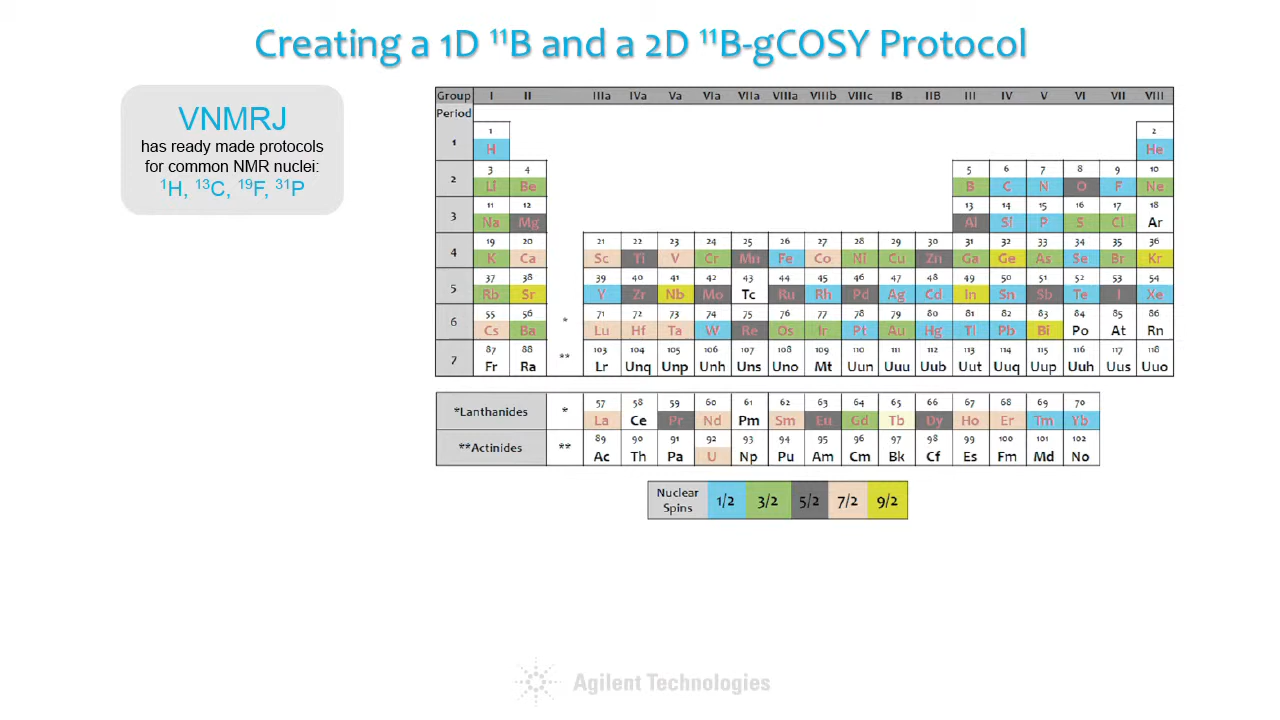 Creating a 1D ¹¹B and a 2D ¹¹B-gCOSY Protocol
VNMRJ
has ready made protocols
for common NMR nuclei:
¹H, ¹³C, ¹⁹F, ³¹P
Group I II IIIa IVa Va VIa VIIa VIIIa VIIIb VIIIc IB IIB III IV V VI VII VIII
Period
1 2
1 H He
3 4 5 6 7 8 9 10
2 Li Be B C N O F Ne
11 12 13 14 15 16 17 18
3 Na Mg Al Si P S Cl Ar
19 20 21 22 23 24 25 26 27 28 29 30 31 32 33 34 35 36
4 K Ca Sc Ti V Cr Mn Fe Co Ni Cu Zn Ga Ge As Se Br Kr
37 38 39 40 41 42 43 44 45 46 47 48 49 50 51 52 53 54
5 Rb Sr Y Zr Nb Mo Tc Ru Rh Pd Ag Cd In Sn Sb Te I Xe
55 56 71 72 73 74 75 76 77 78 79 80 81 82 83 84 85 86
6 Cs Ba * Lu Hf Ta W Re Os Ir Pt Au Hg Tl Pb Bi Po At Rn
87 88 103 104 105 106 107 108 109 110 111 112 113 114 115 116 117 118
7 Fr Ra ** Lr Unq Unp Unh Uns Uno Mt Uun Uuu Uub Uut Uuq Uup Uuh Uus Uuo
57 58 59 60 61 62 63 64 65 66 67 68 69 70
*Lanthanides * La Ce Pr Nd Pm Sm Eu Gd Tb Dy Ho Er Tm Yb
89 90 91 92 93 94 95 96 97 98 99 100 101 102
**Actinides ** Ac Th Pa U Np Pu Am Cm Bk Cf Es Fm Md No
Nuclear
Spins 1/2 3/2 5/2 7/2 9/2
Agilent Technologies